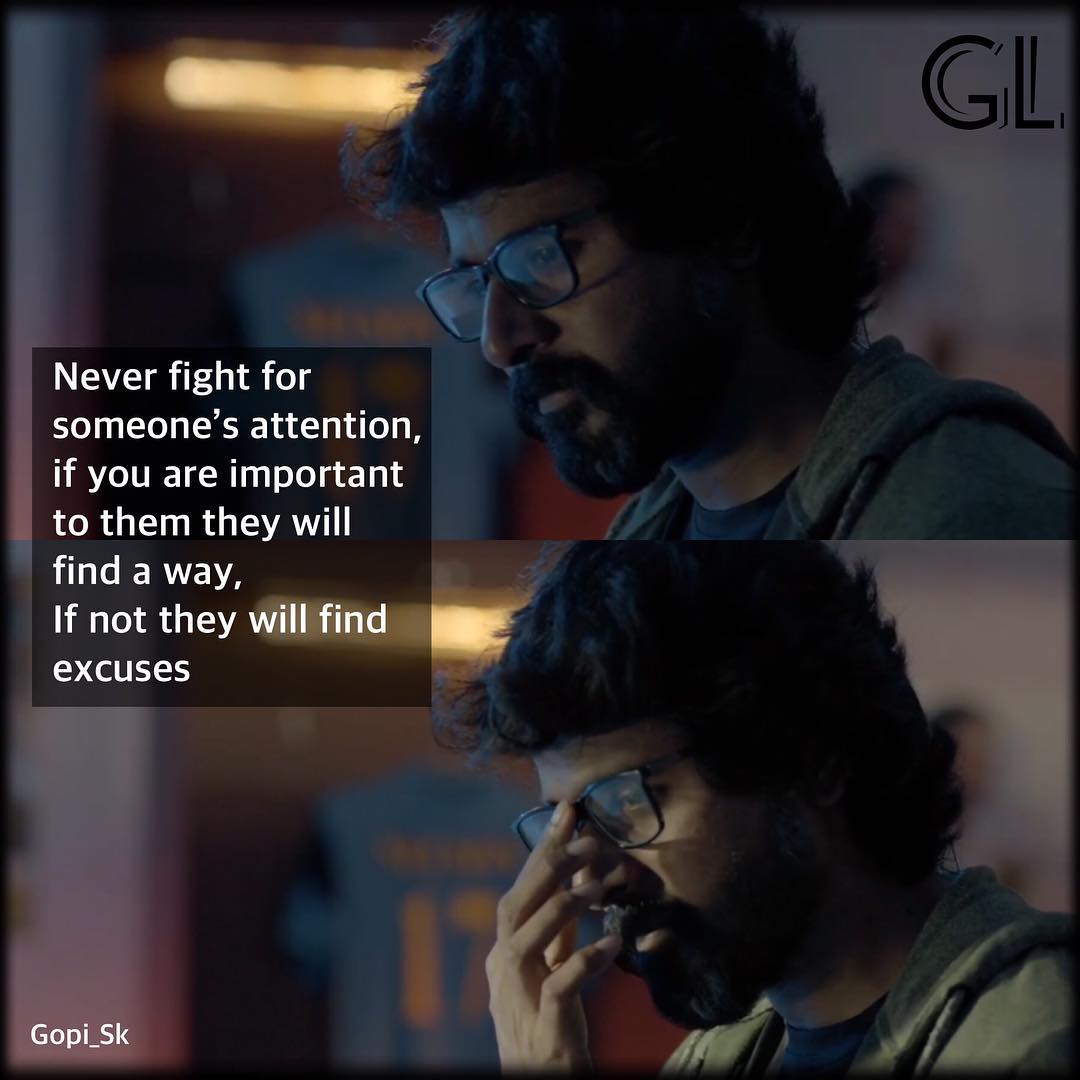 GL
Never fight for
someone's attention,
if you are important
to them they will
find a way,
If not they will find
excuses
17
Gopi_Sk